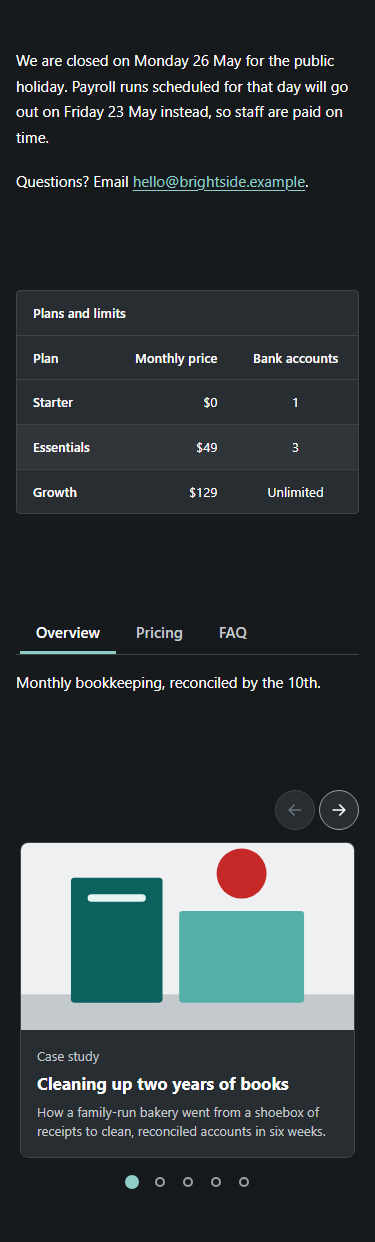 We are closed on Monday 26 May for the public
holiday. Payroll runs scheduled for that day will go
out on Friday 23 May instead, so staff are paid on
time.
Questions? Email hello@brightside.example.
Plans and limits
Plan Monthly price Bank accounts
Starter $0 1
Essentials $49 3
Growth $129 Unlimited
Overview Pricing FAQ
Monthly bookkeeping, reconciled by the 10th.
Case study
Cleaning up two years of books
How a family-run bakery went from a shoebox of
receipts to clean, reconciled accounts in six weeks.